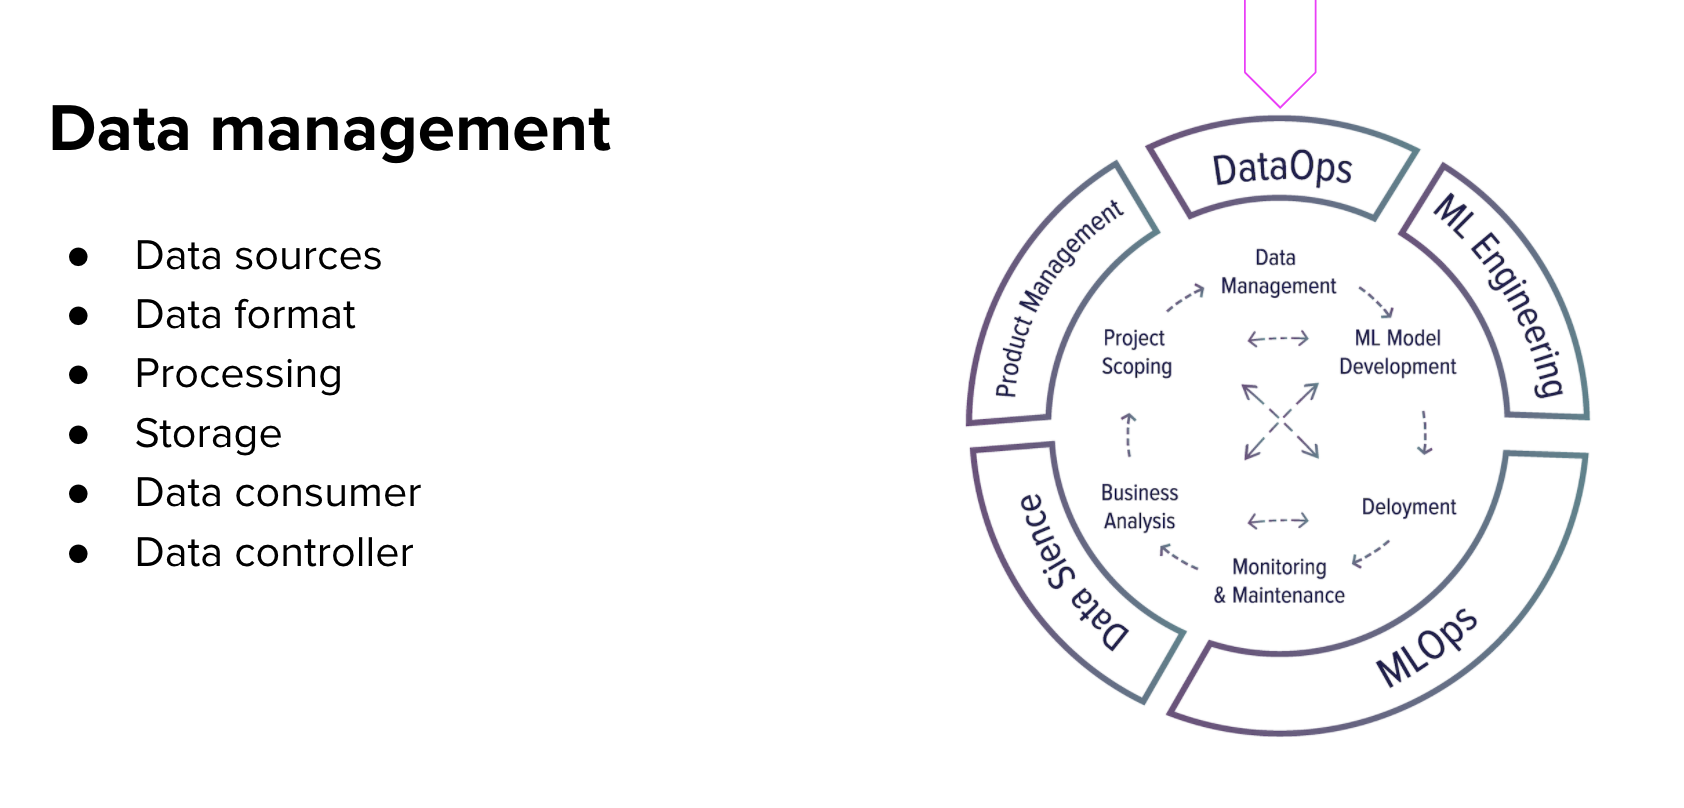 Data management
● Data sources
● Data format
● Processing
● Storage
● Data consumer
● Data controller
DataOps
ML Engineering
MLOps
Data Sience
Product Management
Data
Management
ML Model
Development
Deloyment
Monitoring
& Maintenance
Business
Analysis
Project
Scoping